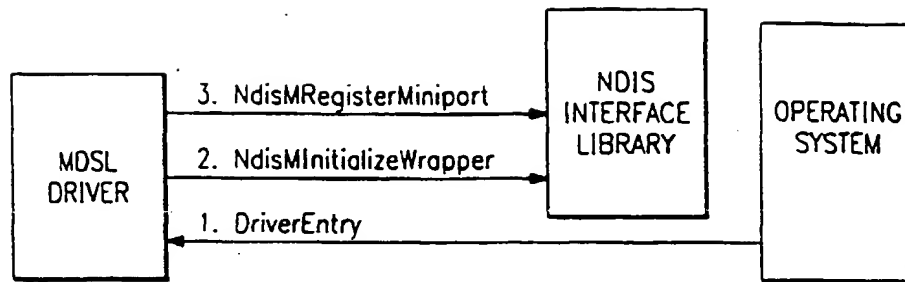 MDSL
DRIVER
3. NdisMRegisterMiniport
2. NdisMInitializeWrapper
1. DriverEntry
NDIS
INTERFACE
LIBRARY
OPERATING
SYSTEM